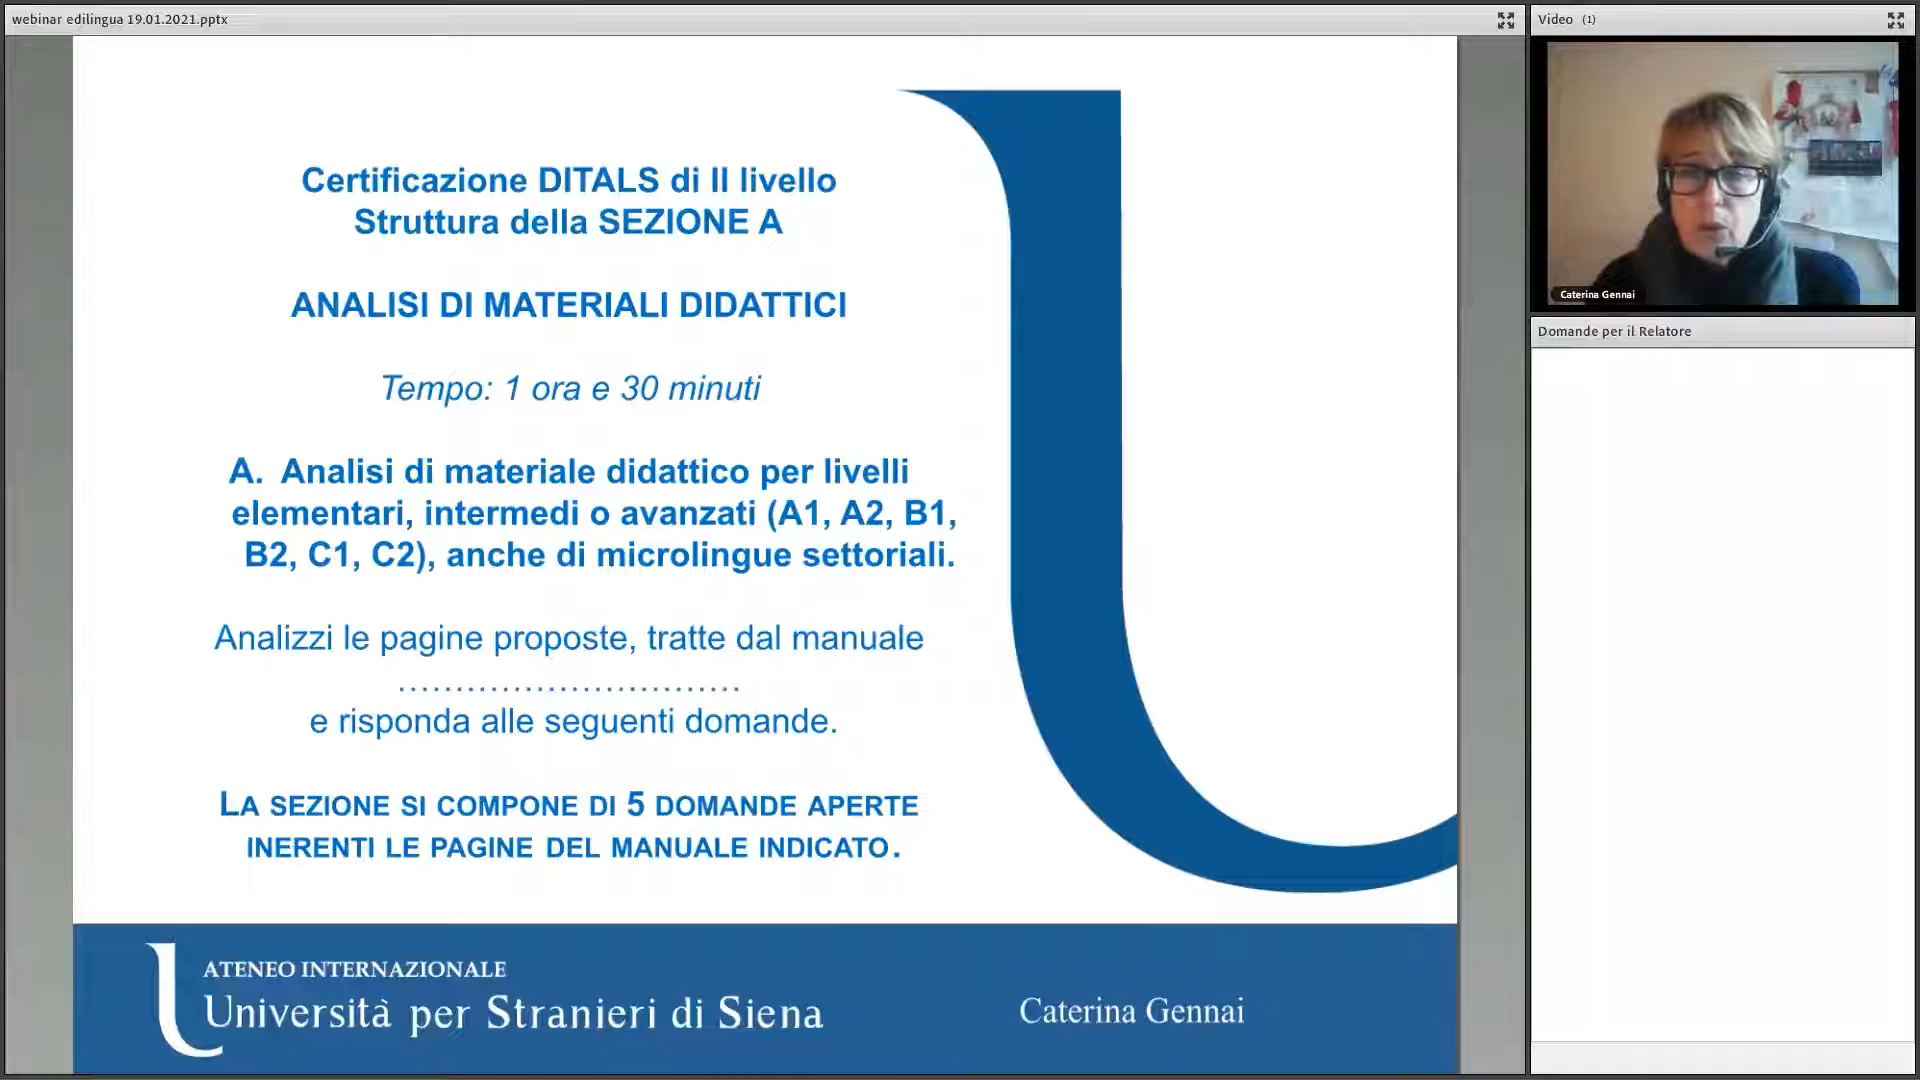 webinar edilingua 19.01.2021.pptx
Certificazione DITALS di II livello
Struttura della SEZIONE A
ANALISI DI MATERIALI DIDATTICI
Tempo: 1 ora e 30 minuti
A. Analisi di materiale didattico per livelli
elementari, intermedi o avanzati (A1, A2, B1,
B2, C1, C2), anche di microlingue settoriali.
Analizzi le pagine proposte, tratte dal manuale
..............................
e risponda alle seguenti domande.
LA SEZIONE SI COMPONE DI 5 DOMANDE APERTE
INERENTI LE PAGINE DEL MANUALE INDICATO.
ATENEO INTERNAZIONALE
Università per Stranieri di Siena
Caterina Gennai
Video (1)
Caterina Gennai
Domande per il Relatore